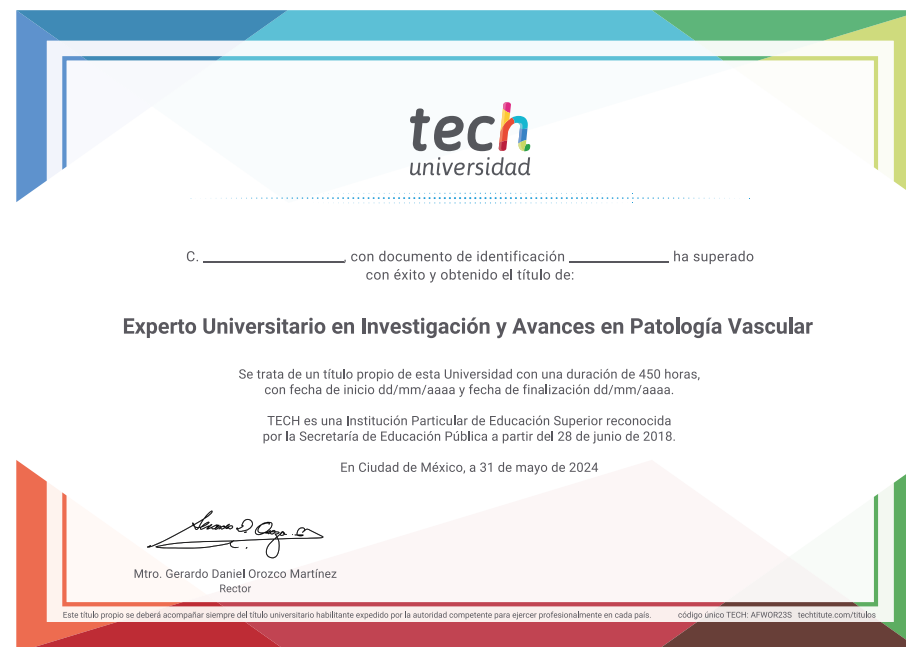 tech
universidad
C. ____________________, con documento de identificación ______________ ha superado
con éxito y obtenido el título de:
Experto Universitario en Investigación y Avances en Patología Vascular
Se trata de un título propio de esta Universidad con una duración de 450 horas,
con fecha de inicio dd/mm/aaaa y fecha de finalización dd/mm/aaaa.
TECH es una Institución Particular de Educación Superior reconocida
por la Secretaría de Educación Pública a partir del 28 de junio de 2018.
En Ciudad de México, a 31 de mayo de 2024
Mtro. Gerardo Daniel Orozco Martínez
Rector
Este título propio se deberá acompañar siempre del título universitario habilitante expedido por la autoridad competente para ejercer profesionalmente en cada país. código único TECH: AFWOR23S techtitute.com/titulos